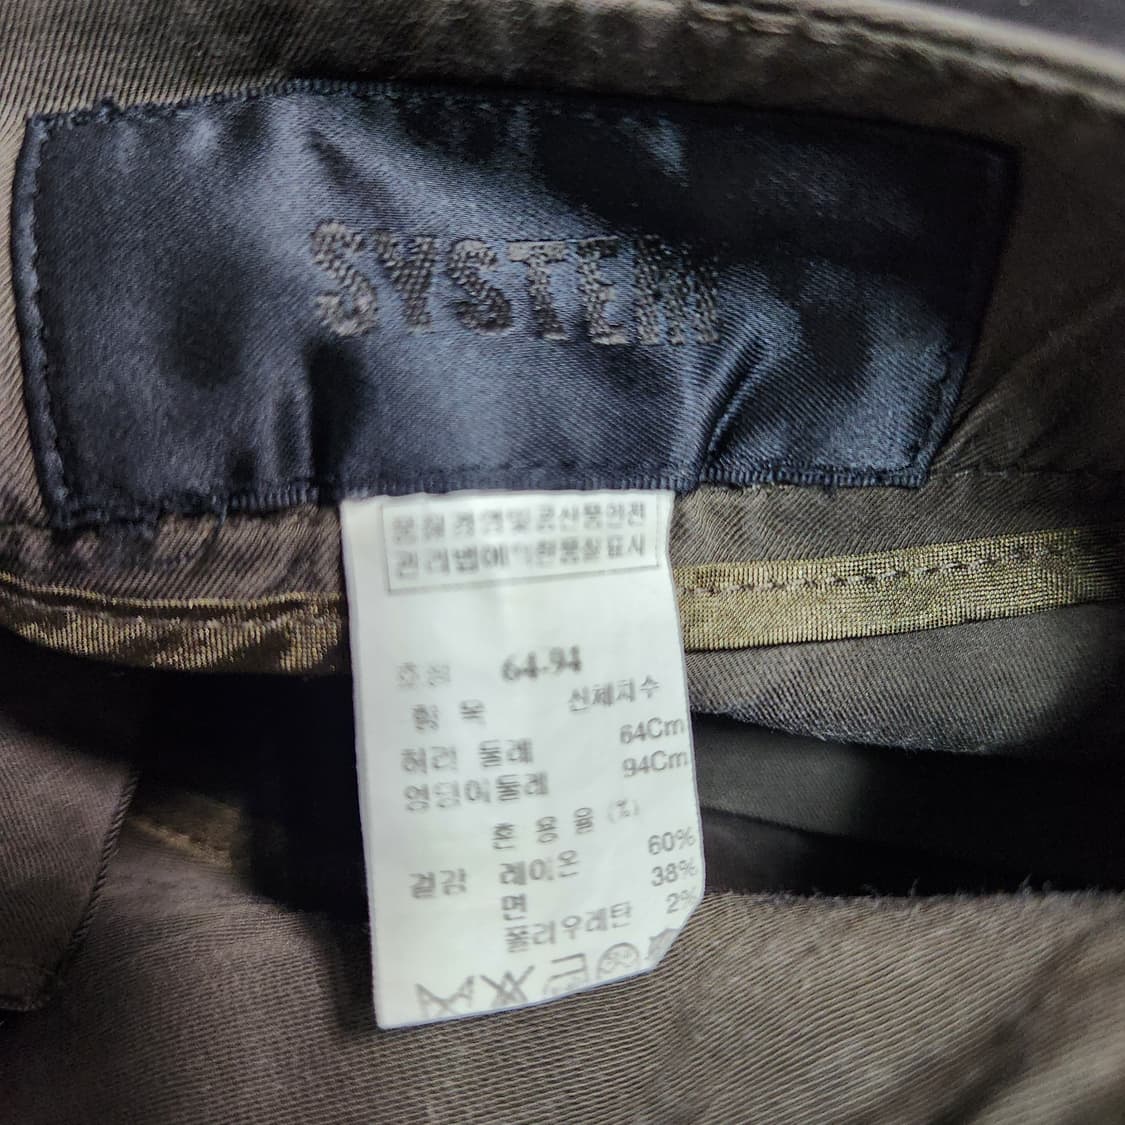 SYSTEM
품질경영및공산품안전
관리법에의한품질표시
호칭 64-94
항 목 신체치수
허리 둘레 64Cm
엉덩이둘레 94Cm
혼 용 율 (%)
겉감 레이온 60%
면 38%
폴리우레탄 2%